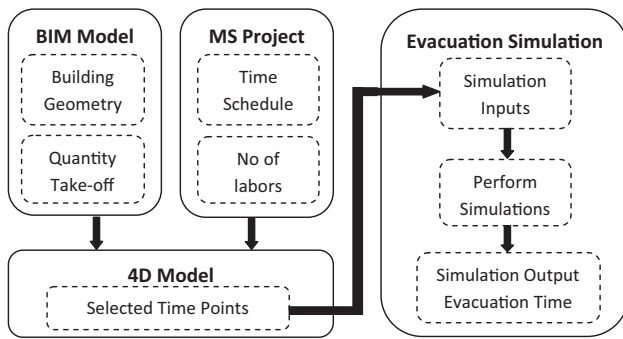 BIM Model
Building
Geometry
Quantity
Take-off
MS Project
Time
Schedule
No of
labors
4D Model
Selected Time Points
Evacuation Simulation
Simulation
Inputs
Perform
Simulations
Simulation Output
Evacuation Time